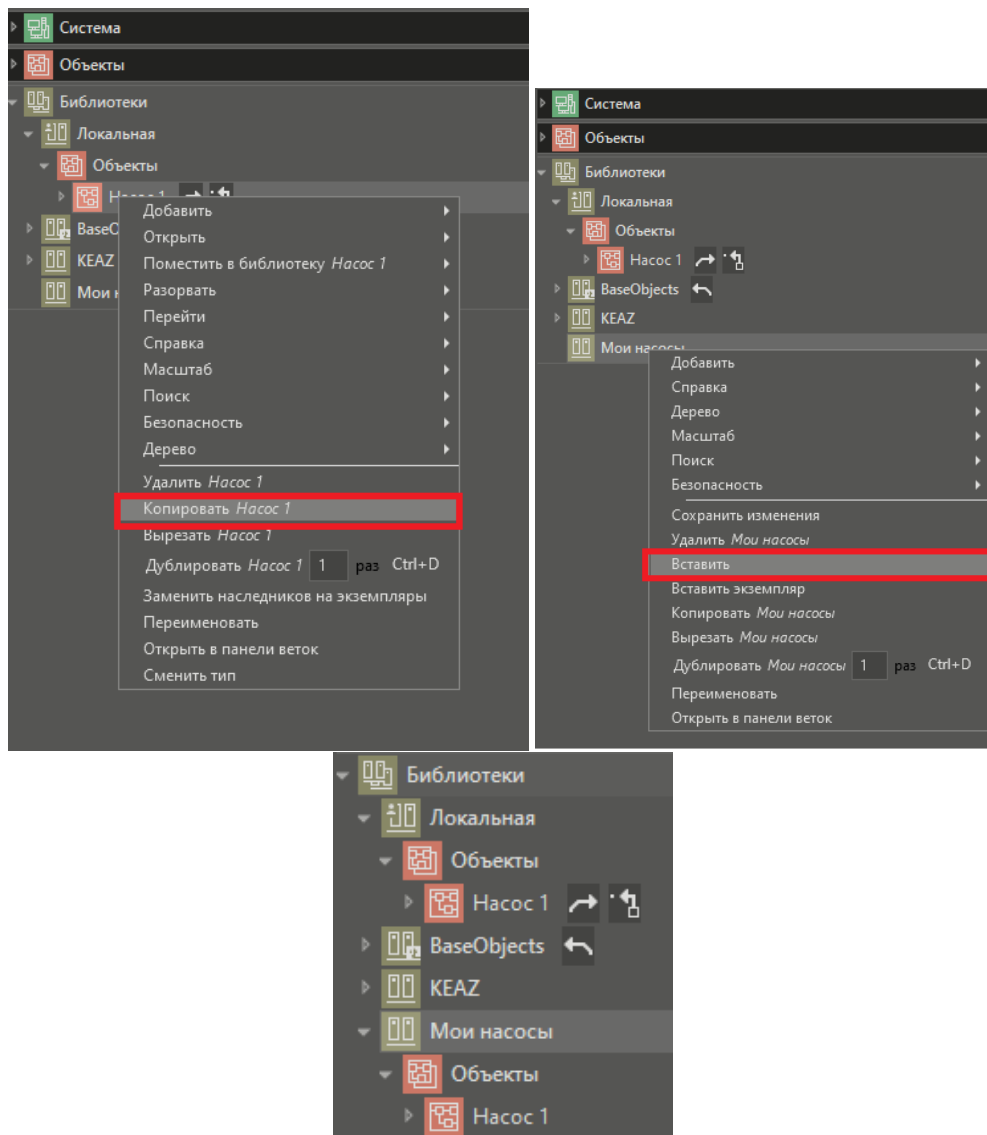 Система
Объекты
Библиотеки
Локальная
Объекты
Насос 1
BaseO
KEAZ
Мои н
Добавить
Открыть
Поместить в библиотеку Насос 1
Разорвать
Перейти
Справка
Масштаб
Поиск
Безопасность
Дерево
Удалить Насос 1
Копировать Насос 1
Вырезать Насос 1
Дублировать Насос 1 1 раз Ctrl+D
Заменить наследников на экземпляры
Переименовать
Открыть в панели веток
Сменить тип
Система
Объекты
Библиотеки
Локальная
Объекты
Насос 1
BaseObjects
KEAZ
Мои насосы
Добавить
Справка
Дерево
Масштаб
Поиск
Безопасность
Сохранить изменения
Удалить Мои насосы
Вставить
Вставить экземпляр
Копировать Мои насосы
Вырезать Мои насосы
Дублировать Мои насосы 1 раз Ctrl+D
Переименовать
Открыть в панели веток
Библиотеки
Локальная
Объекты
Насос 1
BaseObjects
KEAZ
Мои насосы
Объекты
Насос 1